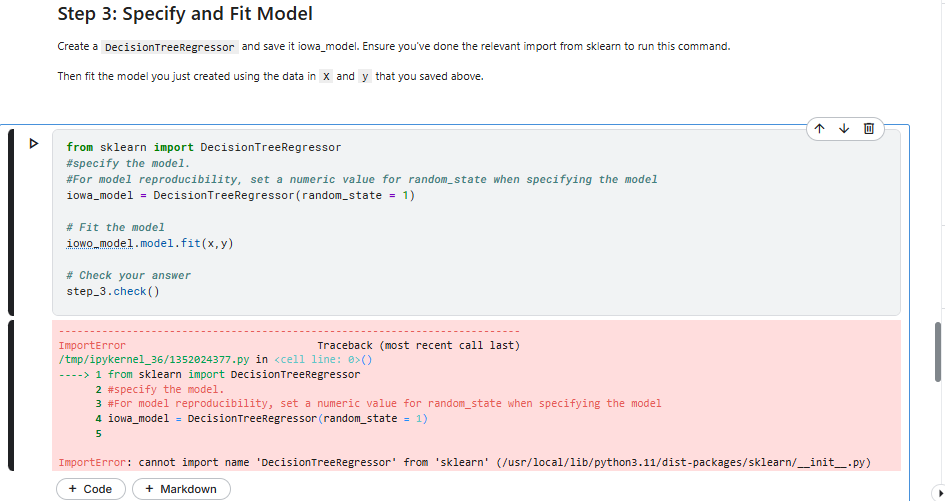 Step 3: Specify and Fit Model
Create a DecisionTreeRegressor and save it iowa_model. Ensure you've done the relevant import from sklearn to run this command.
Then fit the model you just created using the data in X and y that you saved above.
from sklearn import DecisionTreeRegressor
#specify the model.
#For model reproducibility, set a numeric value for random_state when specifying the model
iowa_model = DecisionTreeRegressor(random_state = 1)
# Fit the model
iowo_model.model.fit(x,y)
# Check your answer
step_3.check()
---------------------------------------------------------------------------
ImportError                               Traceback (most recent call last)
/tmp/ipykernel_36/1352024377.py in <cell line: 0>()
----> 1 from sklearn import DecisionTreeRegressor
      2 #specify the model.
      3 #For model reproducibility, set a numeric value for random_state when specifying the model
      4 iowa_model = DecisionTreeRegressor(random_state = 1)
      5
ImportError: cannot import name 'DecisionTreeRegressor' from 'sklearn' (/usr/local/lib/python3.11/dist-packages/sklearn/__init__.py)
+ Code + Markdown